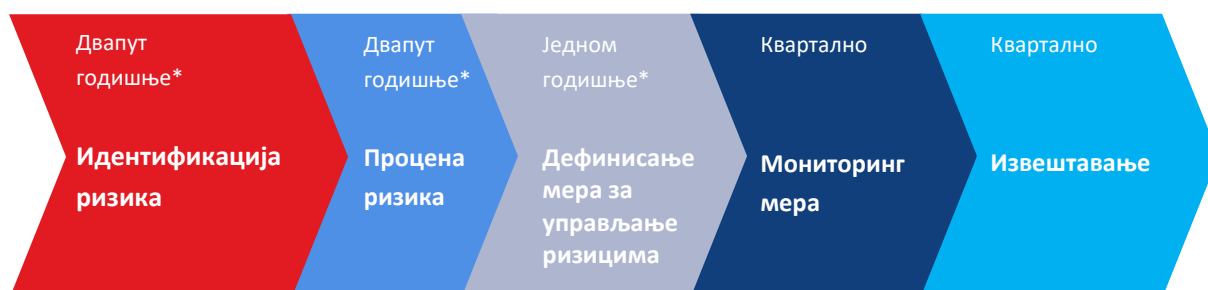 Двапут
годишње*
Идентификација
ризика
Двапут
годишње*
Процена
ризика
Једном
годишње*
Дефинисање
мера за
управљање
ризицима
Квартално
Мониторинг
мера
Квартално
Извештавање